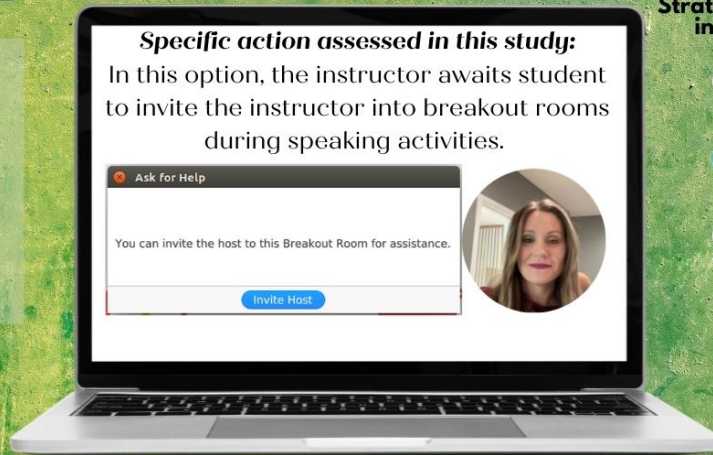 Specific action assessed in this study:
In this option, the instructor awaits student
to invite the instructor into breakout rooms
during speaking activities.
Ask for Help
You can invite the host to this Breakout Room for assistance.
Invite Host